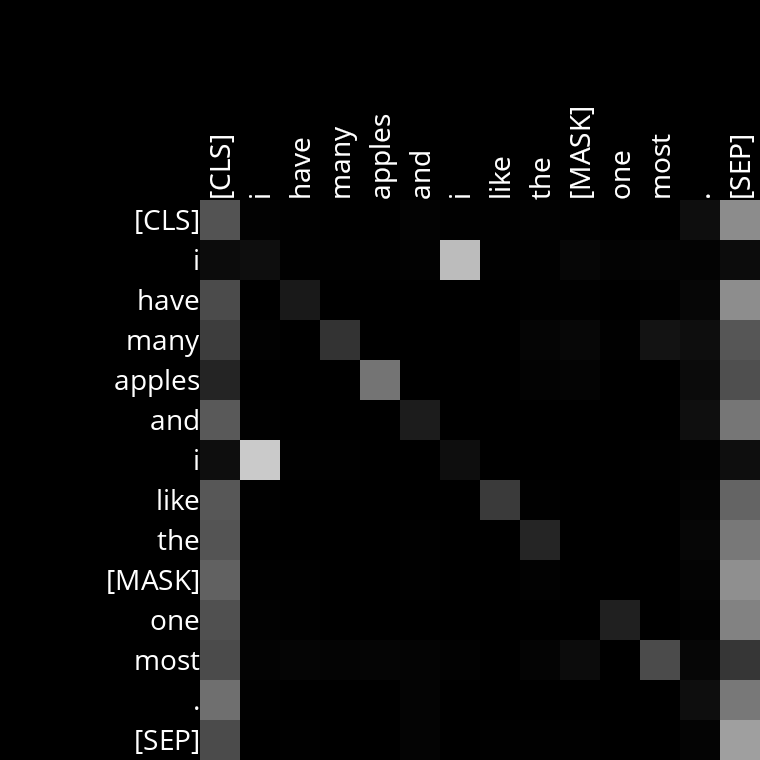 [CLS] i have many apples and i like the [MASK] one most . [SEP]
[CLS]
i
have
many
apples
and
i
like
the
[MASK]
one
most
.
[SEP]